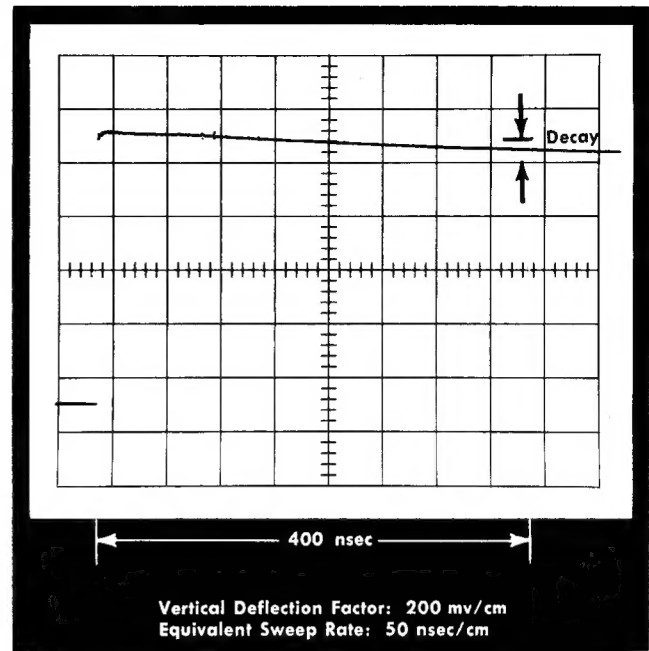 Decay
400 nsec
Vertical Deflection Factor: 200 mv/cm
Equivalent Sweep Rate: 50 nsec/cm